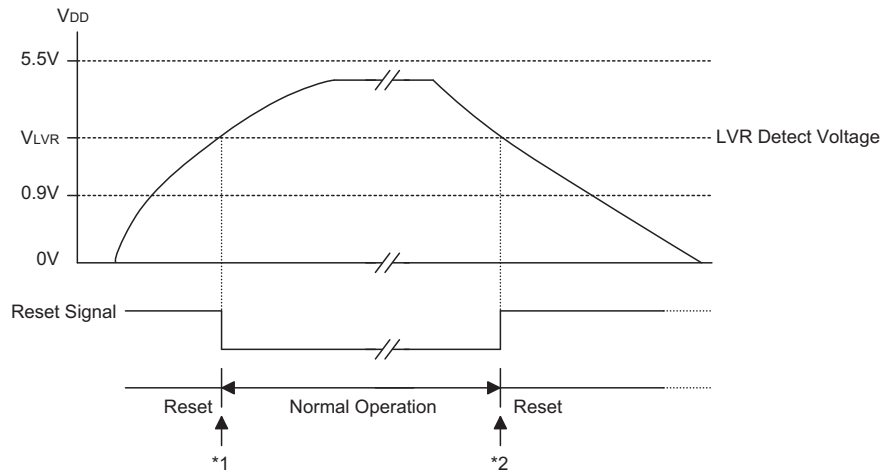 VDD
5.5V
VLVR
LVR Detect Voltage
0.9V
0V
Reset Signal
Reset
Normal Operation
Reset
*1
*2